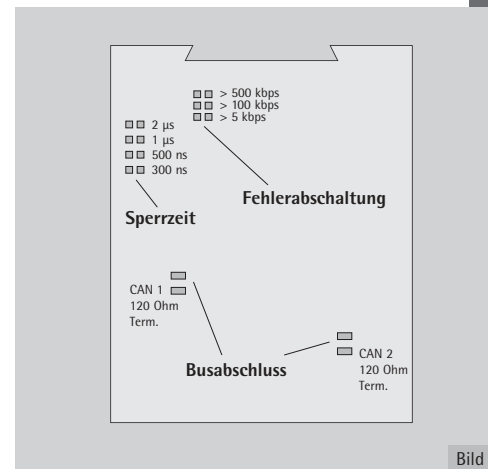 > 500 kbps
> 100 kbps
> 5 kbps
2 µs
1 µs
500 ns
300 ns
Fehlerabschaltung
Sperrzeit
CAN 1
120 Ohm
Term.
Busabschluss
CAN 2
120 Ohm
Term.
Bild